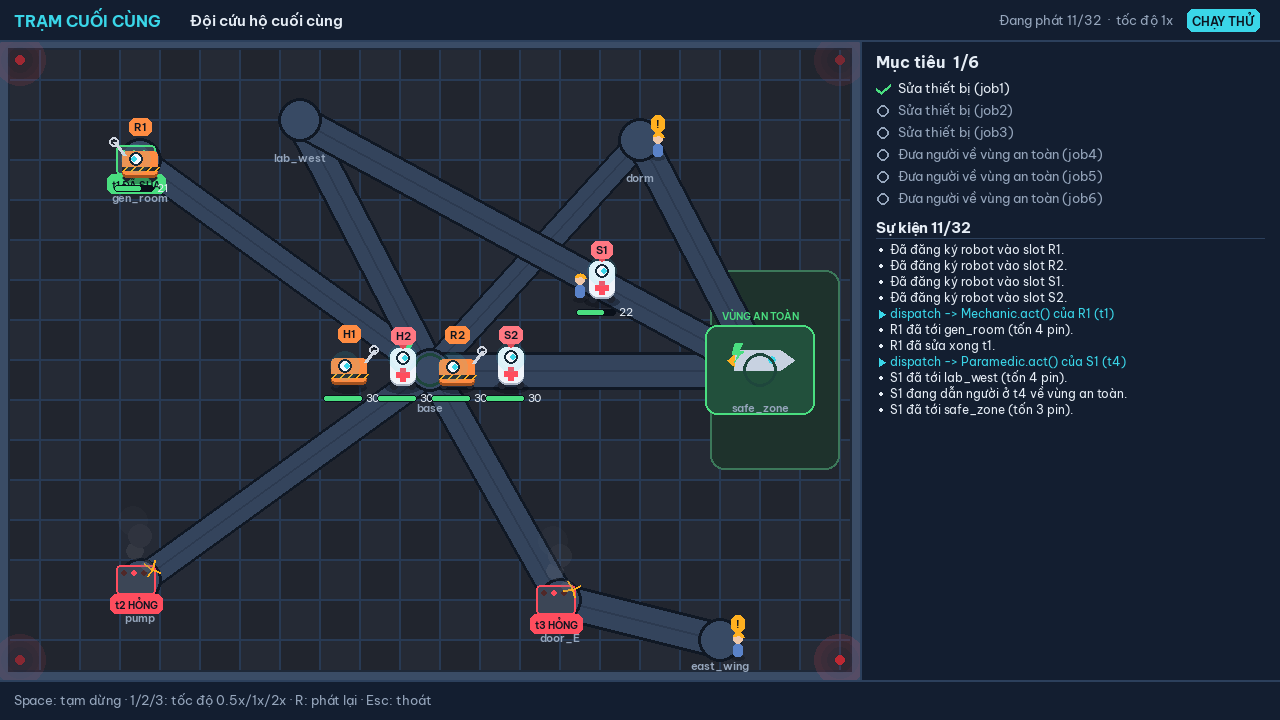 TRẠM CUỐI CÙNG
Đội cứu hộ cuối cùng
Đang phát 11/32 · tốc độ 1x
CHẠY THỬ
R1
21
gen_room
lab_west
!
dorm
S1
22
VÙNG AN TOÀN
safe_zone
H1
H2
R2
S2
30
30
30
30
base
t2 HỎNG
pump
t3 HỎNG
door_E
!
east_wing
Mục tiêu 1/6
Sửa thiết bị (job1)
Sửa thiết bị (job2)
Sửa thiết bị (job3)
Đưa người về vùng an toàn (job4)
Đưa người về vùng an toàn (job5)
Đưa người về vùng an toàn (job6)
Sự kiện 11/32
• Đã đăng ký robot vào slot R1.
• Đã đăng ký robot vào slot R2.
• Đã đăng ký robot vào slot S1.
• Đã đăng ký robot vào slot S2.
▶ dispatch -> Mechanic.act() của R1 (t1)
• R1 đã tới gen_room (tốn 4 pin).
• R1 đã sửa xong t1.
▶ dispatch -> Paramedic.act() của S1 (t4)
• S1 đã tới lab_west (tốn 4 pin).
• S1 đang dẫn người ở t4 về vùng an toàn.
• S1 đã tới safe_zone (tốn 3 pin).
Space: tạm dừng · 1/2/3: tốc độ 0.5x/1x/2x · R: phát lại · Esc: thoát